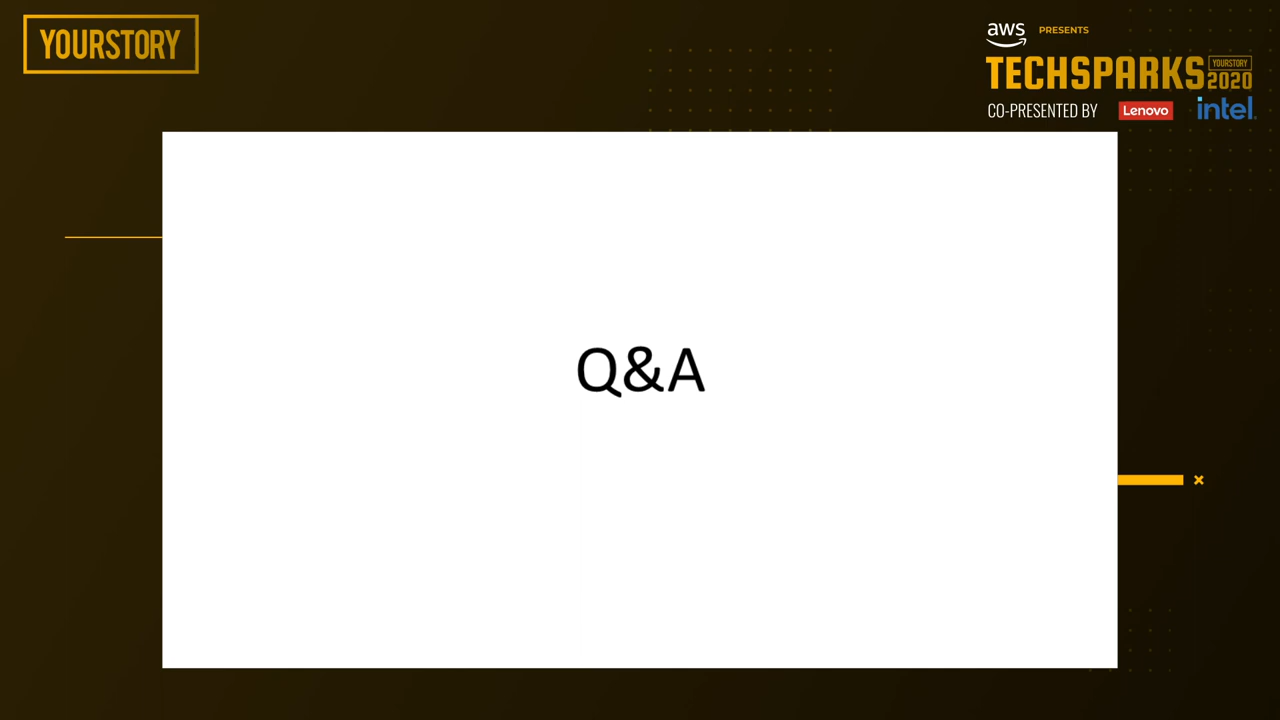 YOURSTORY
aws PRESENTS
TECHSPARKS YOURSTORY 2020
CO-PRESENTED BY Lenovo intel
Q&A